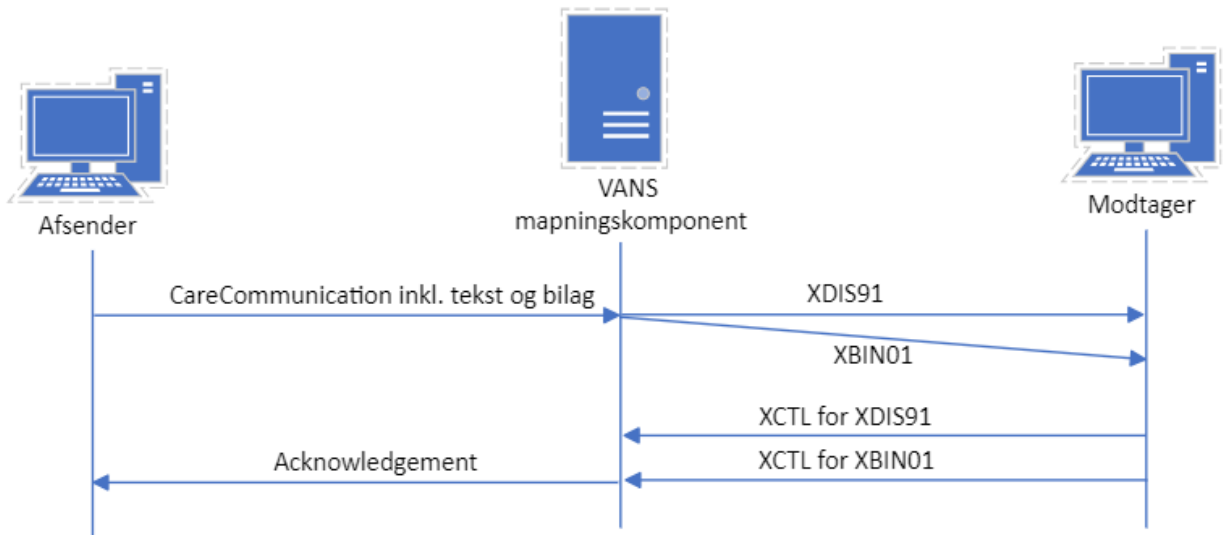 Afsender
VANS
mapningskomponent
Modtager
CareCommunication inkl. tekst og bilag
XDIS91
XBIN01
XCTL for XDIS91
Acknowledgement
XCTL for XBIN01